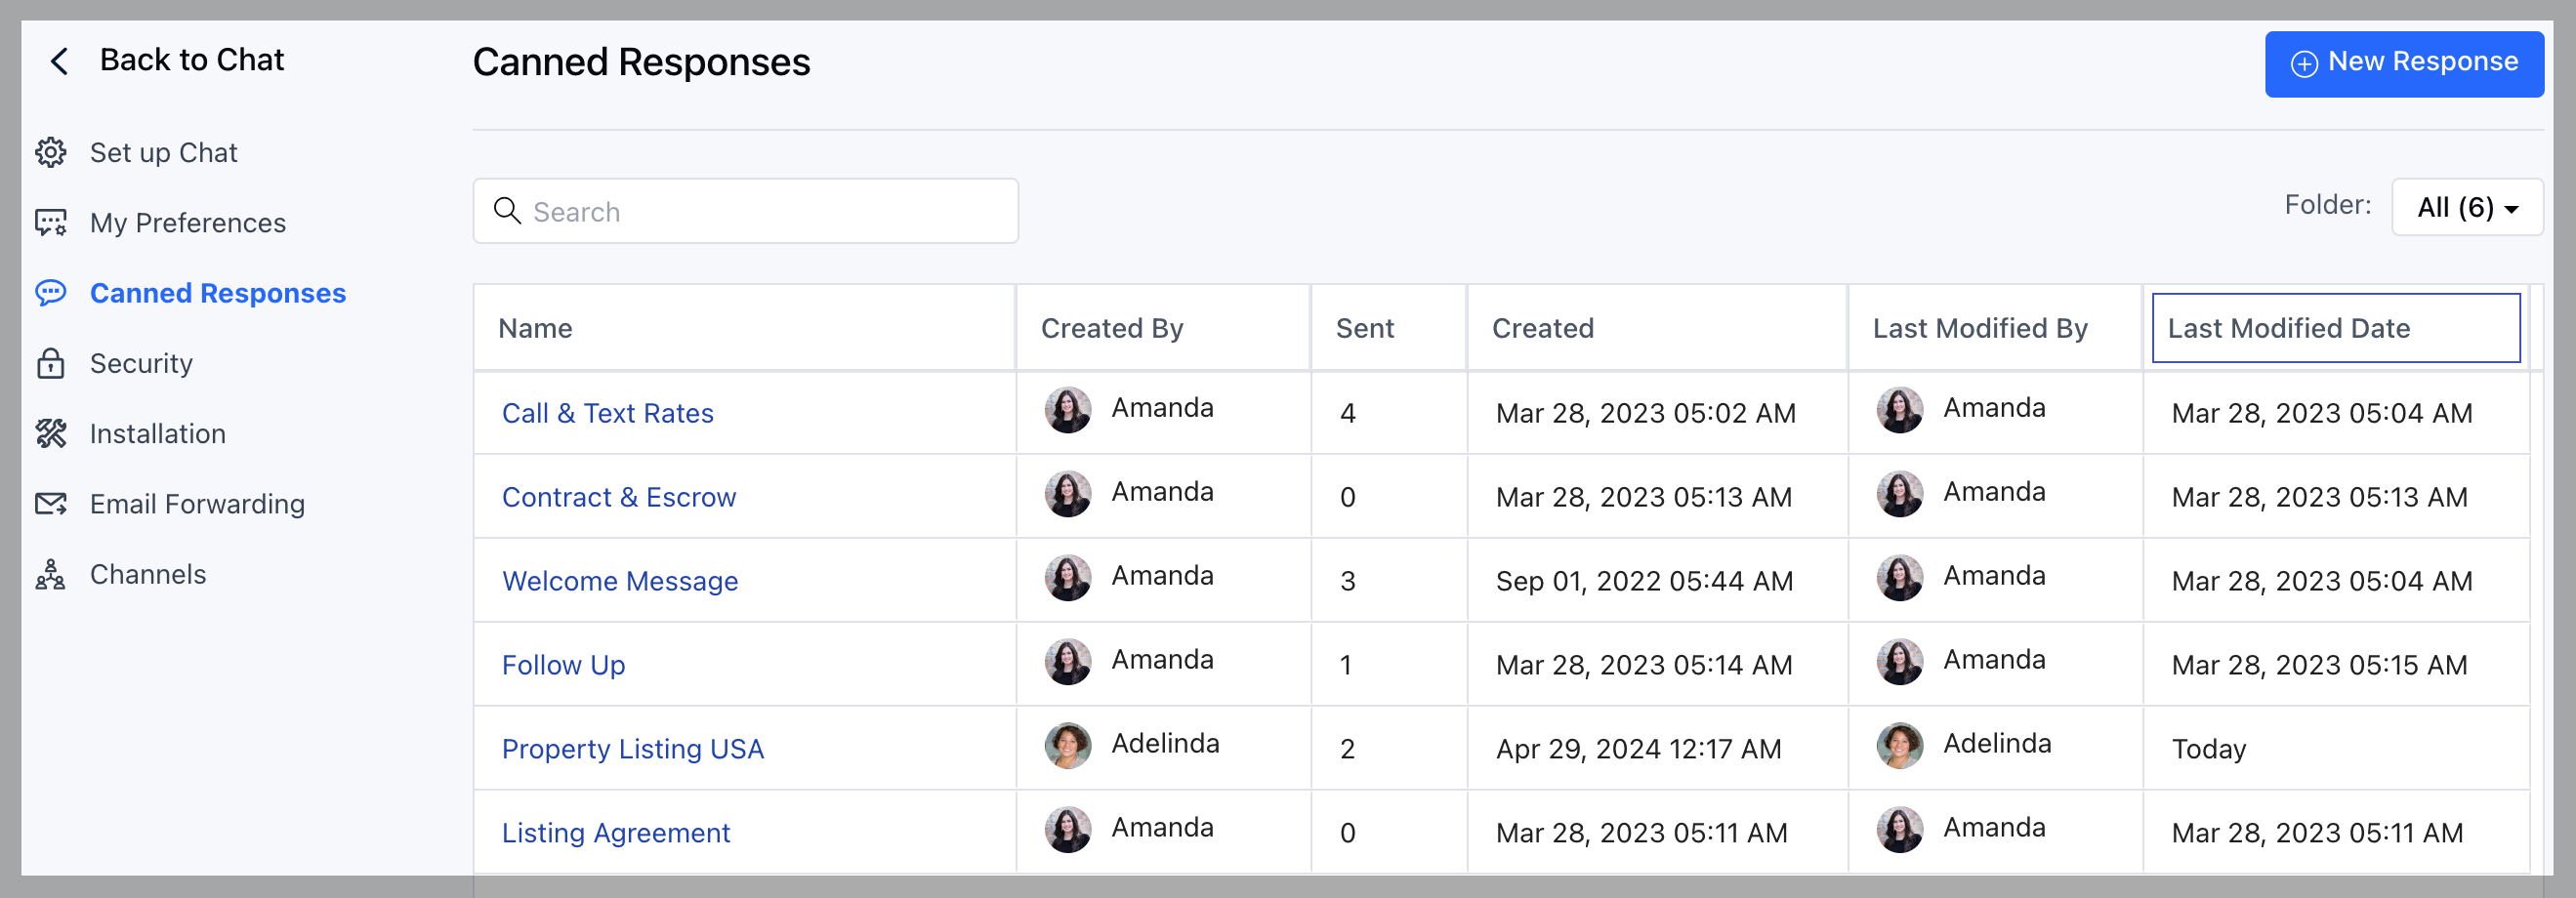 Back to Chat
Set up Chat
My Preferences
Canned Responses
Security
Installation
Email Forwarding
Channels
Canned Responses
New Response
Search
Folder: All (6)
Name Created By Sent Created Last Modified By Last Modified Date
Call & Text Rates Amanda 4 Mar 28, 2023 05:02 AM Amanda Mar 28, 2023 05:04 AM
Contract & Escrow Amanda 0 Mar 28, 2023 05:13 AM Amanda Mar 28, 2023 05:13 AM
Welcome Message Amanda 3 Sep 01, 2022 05:44 AM Amanda Mar 28, 2023 05:04 AM
Follow Up Amanda 1 Mar 28, 2023 05:14 AM Amanda Mar 28, 2023 05:15 AM
Property Listing USA Adelinda 2 Apr 29, 2024 12:17 AM Adelinda Today
Listing Agreement Amanda 0 Mar 28, 2023 05:11 AM Amanda Mar 28, 2023 05:11 AM